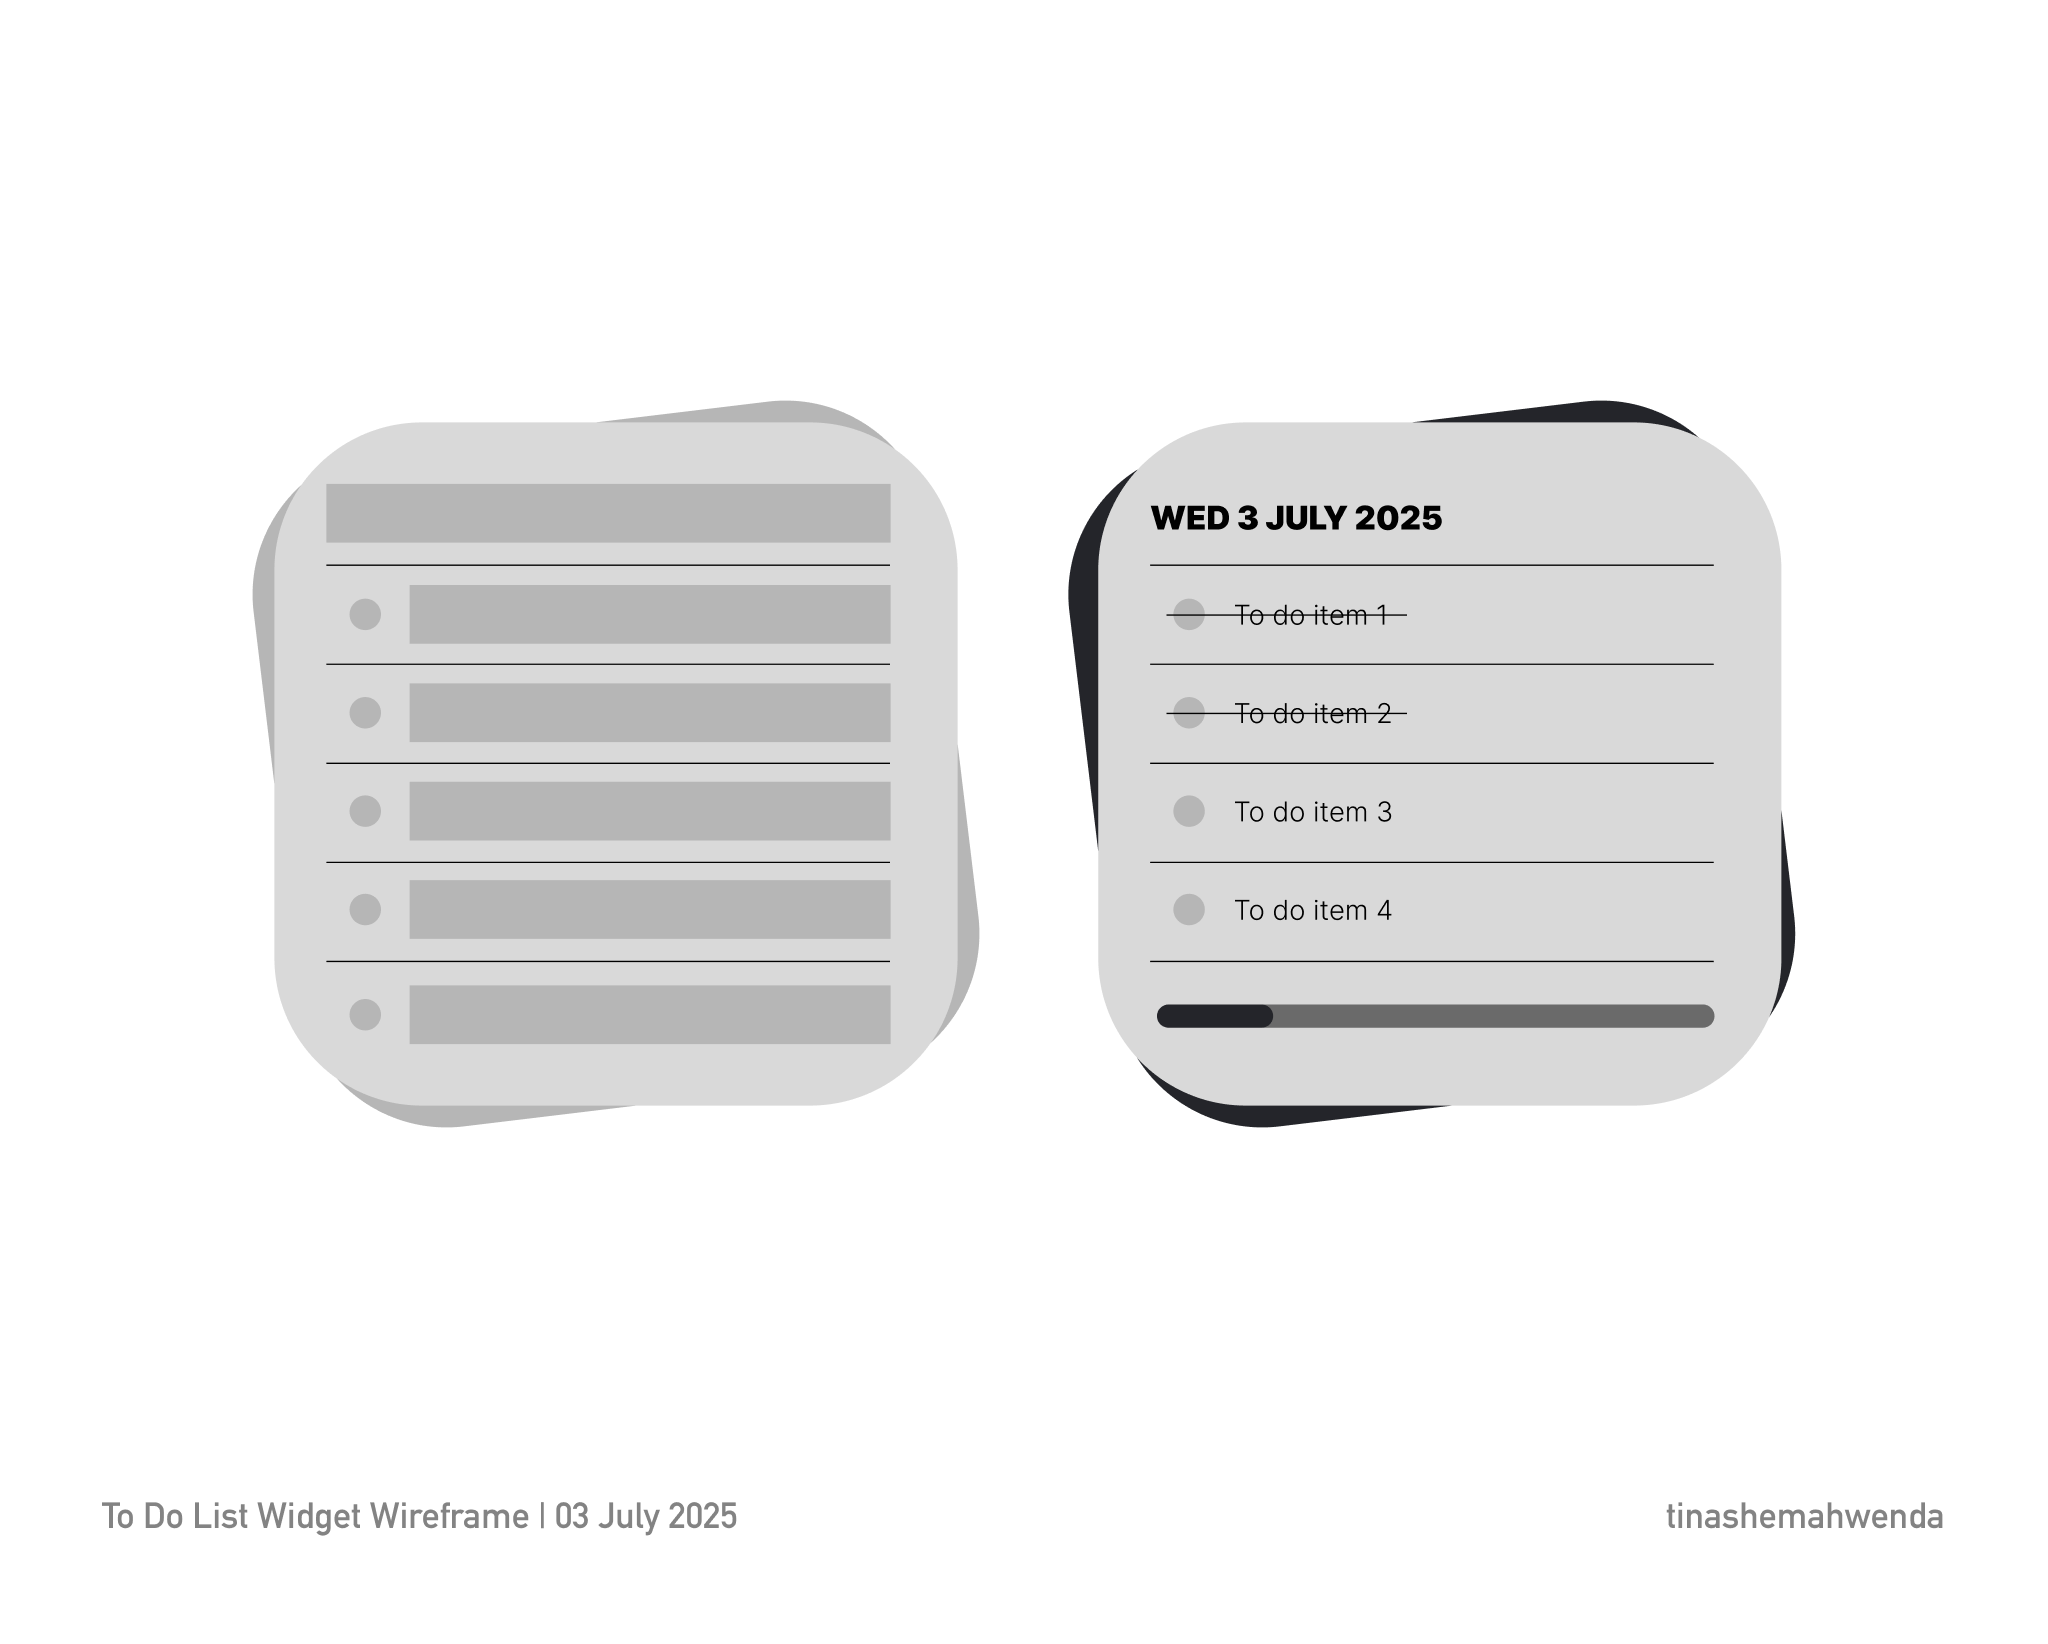 WED 3 JULY 2025
To do item 1
To do item 2
To do item 3
To do item 4
To Do List Widget Wireframe | 03 July 2025
tinashemahwenda